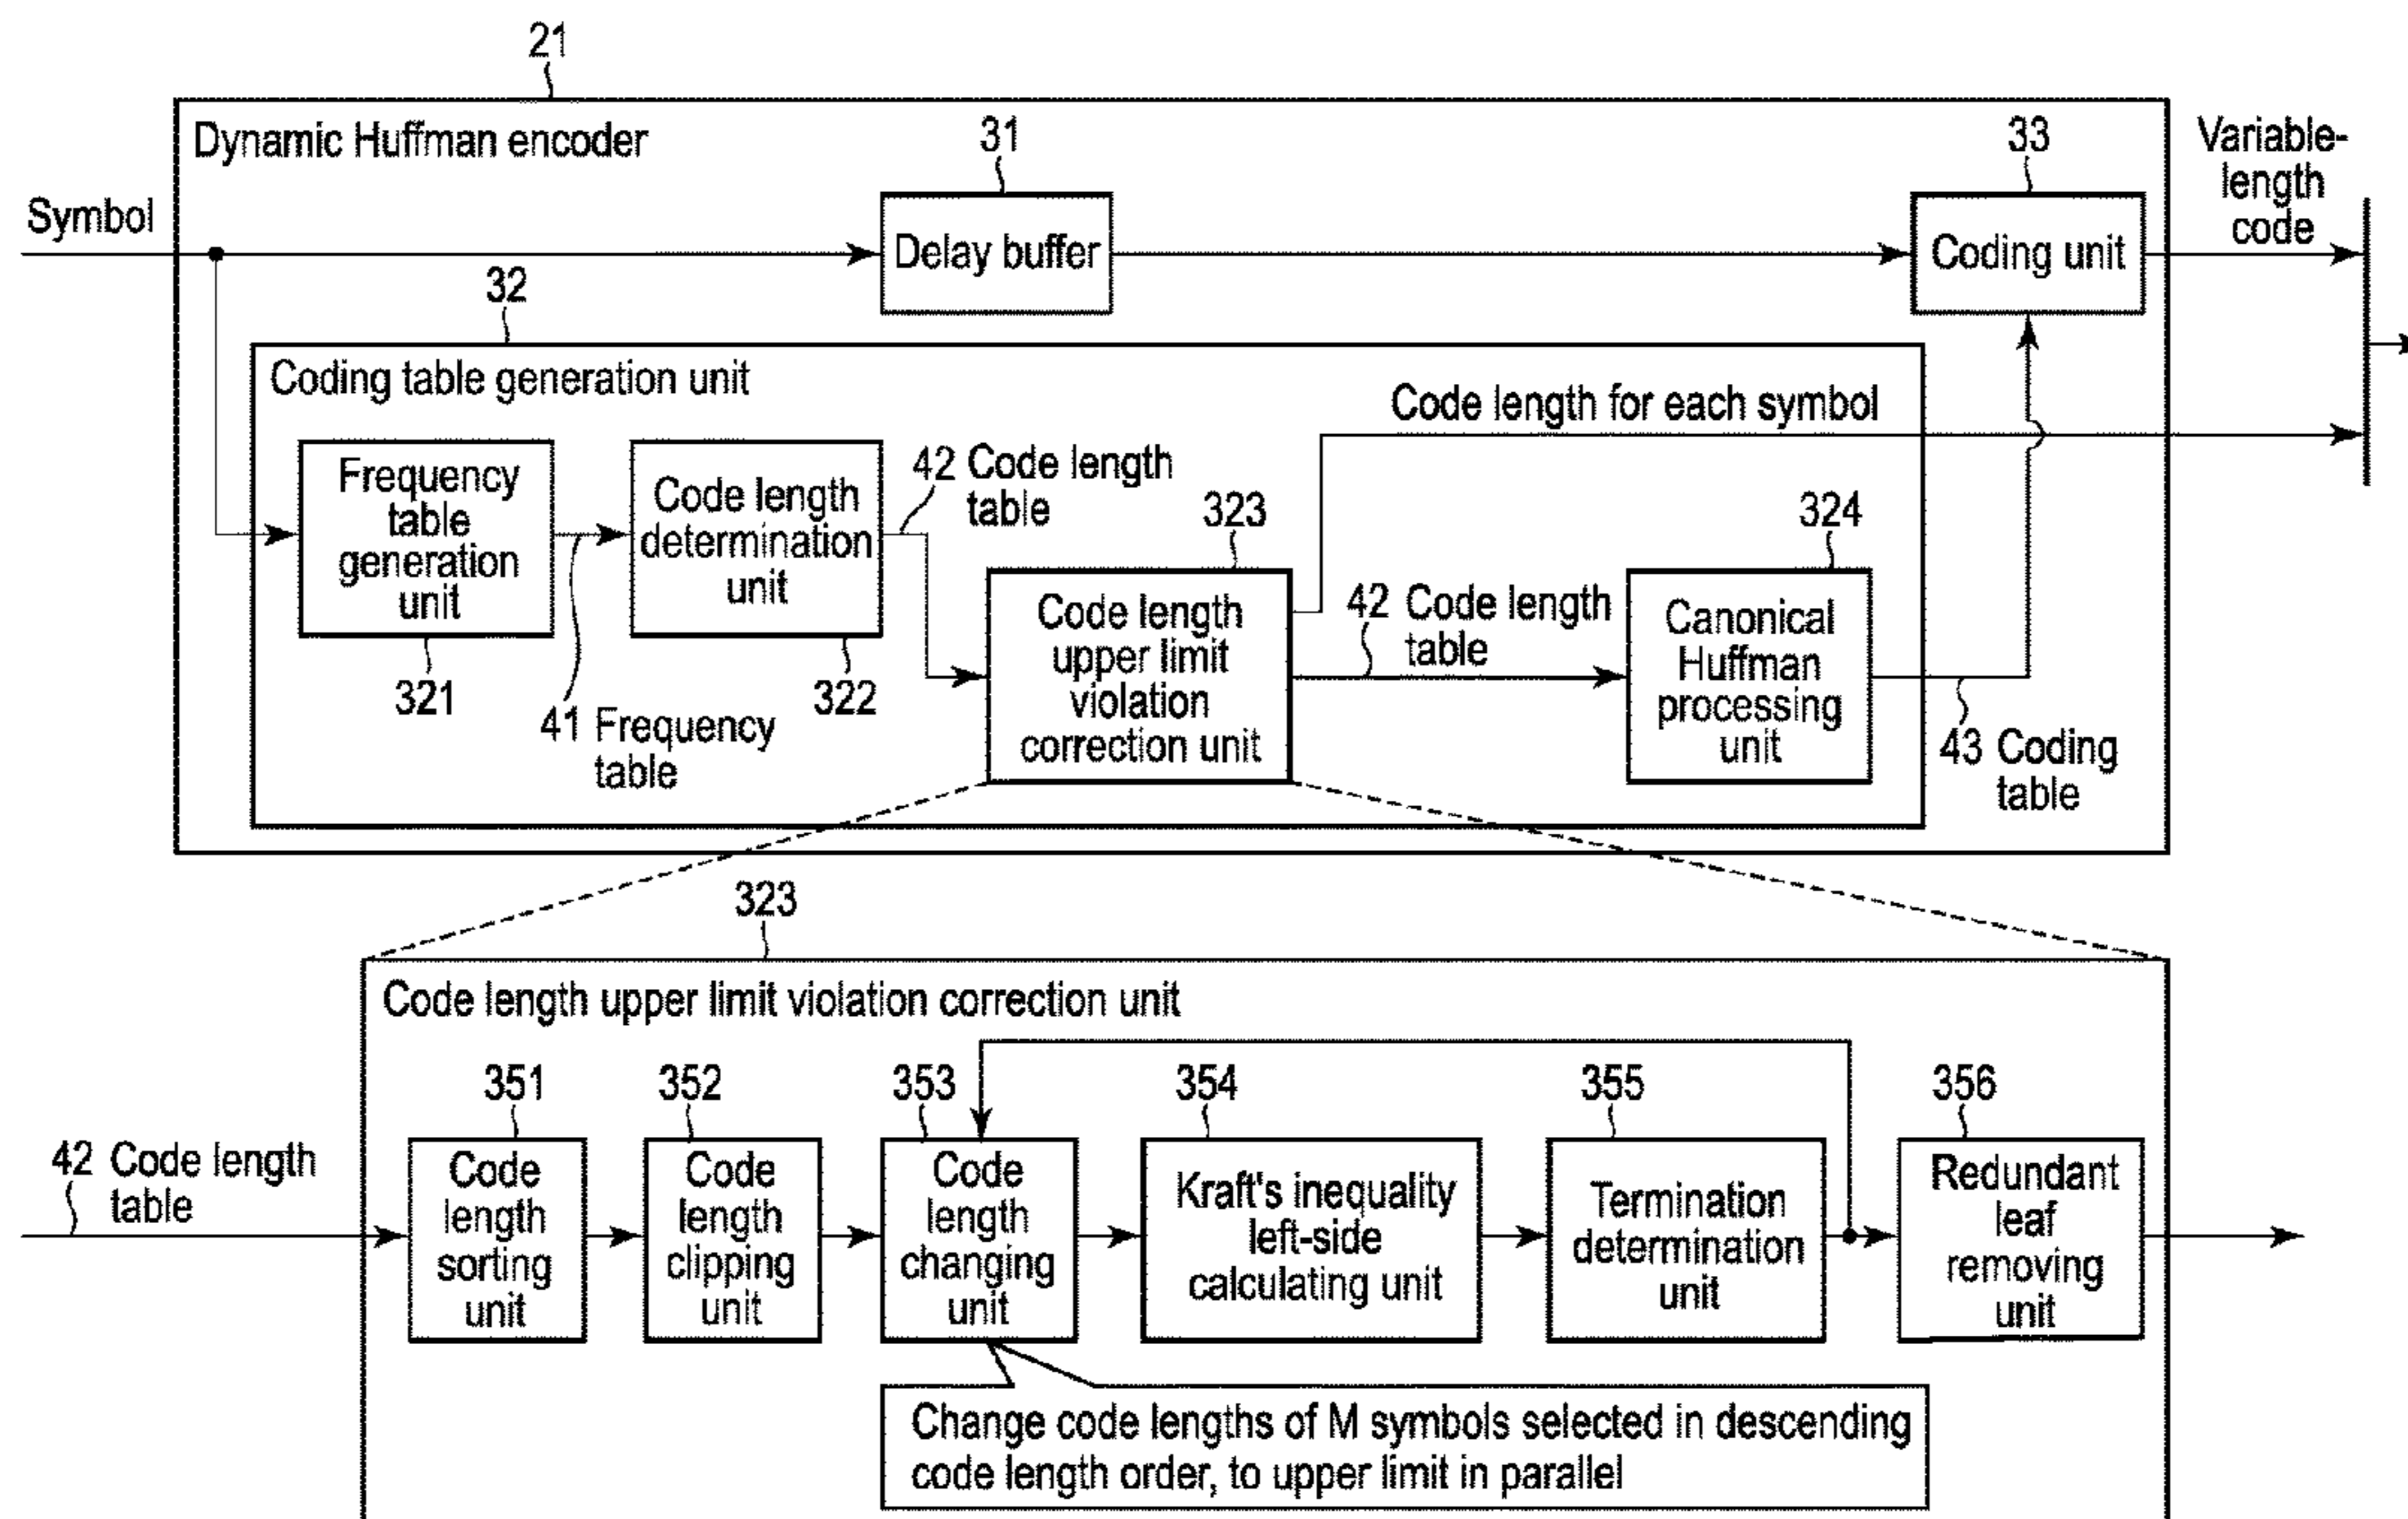 21
Dynamic Huffman encoder
31
33
Variable-
length
code
Symbol
Delay buffer
Coding unit
32
Coding table generation unit
Code length for each symbol
Frequency
table
generation
unit
321
41 Frequency
table
Code length
determination
unit
322
42 Code length
table
323
Code length
upper limit
violation
correction unit
42 Code length
table
324
Canonical
Huffman
processing
unit
43 Coding
table
323
Code length upper limit violation correction unit
42 Code length
table
351
Code
length
sorting
unit
352
Code
length
clipping
unit
353
Code
length
changing
unit
354
Kraft's inequality
left-side
calculating unit
355
Termination
determination
unit
356
Redundant
leaf
removing
unit
Change code lengths of M symbols selected in descending
code length order, to upper limit in parallel